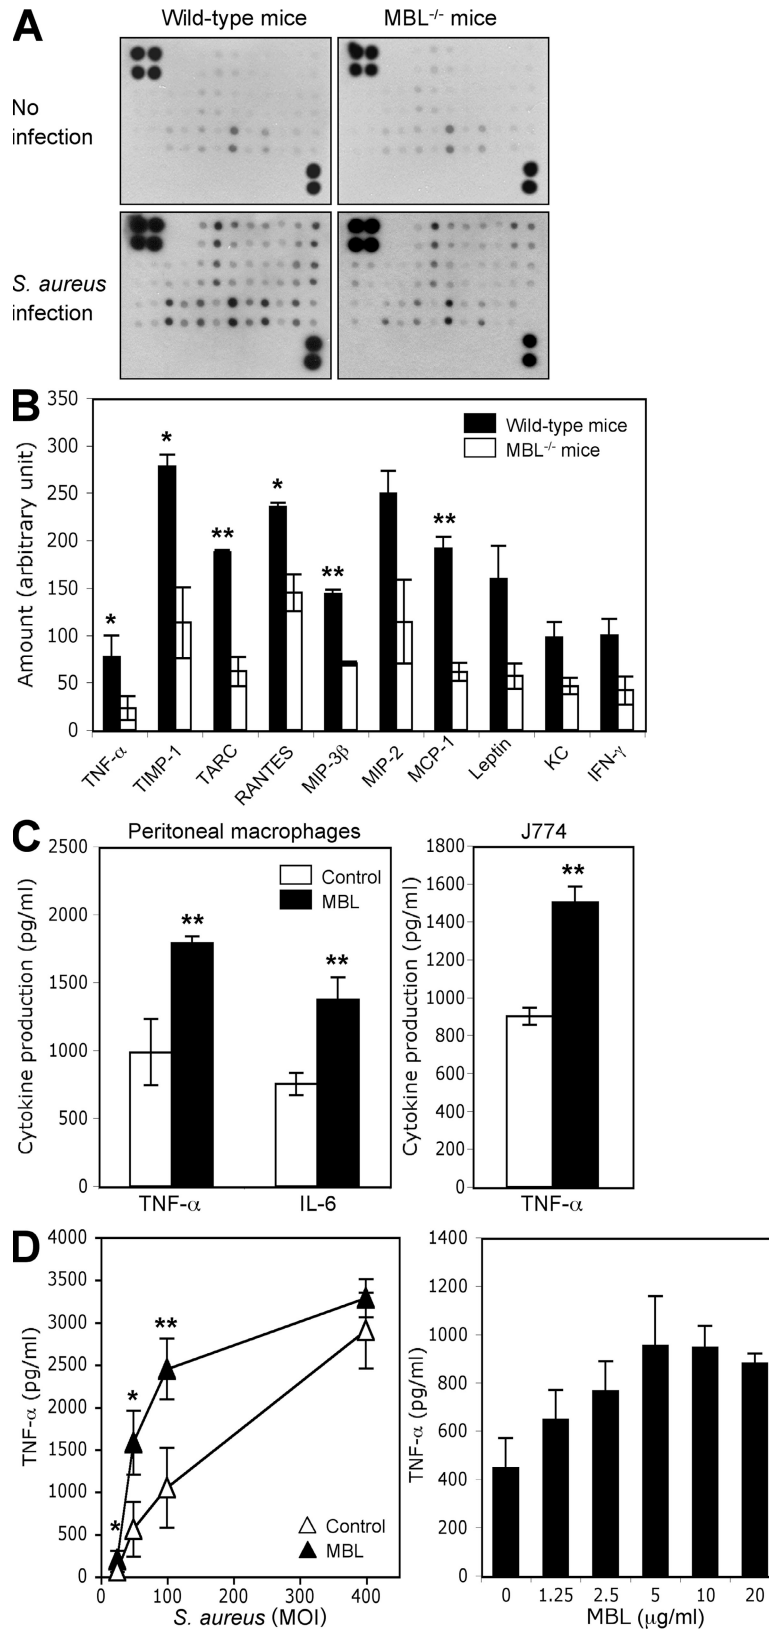 A
Wild-type mice MBL-/- mice
No
infection
S. aureus
infection
B
Amount (arbitrary unit)
350
300
250
200
150
100
50
0
Wild-type mice
MBL-/- mice
*
*
**
*
**
**
TNF-α TIMP-1 TARC RANTES MIP-3β MIP-2 MCP-1 Leptin KC IFN-γ
C
Peritoneal macrophages
Cytokine production (pg/ml)
2500
2000
1500
1000
500
0
Control
MBL
**
**
TNF-α IL-6
J774
Cytokine production (pg/ml)
1800
1600
1400
1200
1000
800
600
400
200
0
**
TNF-α
D
TNF-α (pg/ml)
4000
3500
3000
2500
2000
1500
1000
500
0
*
*
**
Control
MBL
0 100 200 300 400
S. aureus (MOI)
TNF-α (pg/ml)
1400
1200
1000
800
600
400
200
0
0 1.25 2.5 5 10 20
MBL (μg/ml)